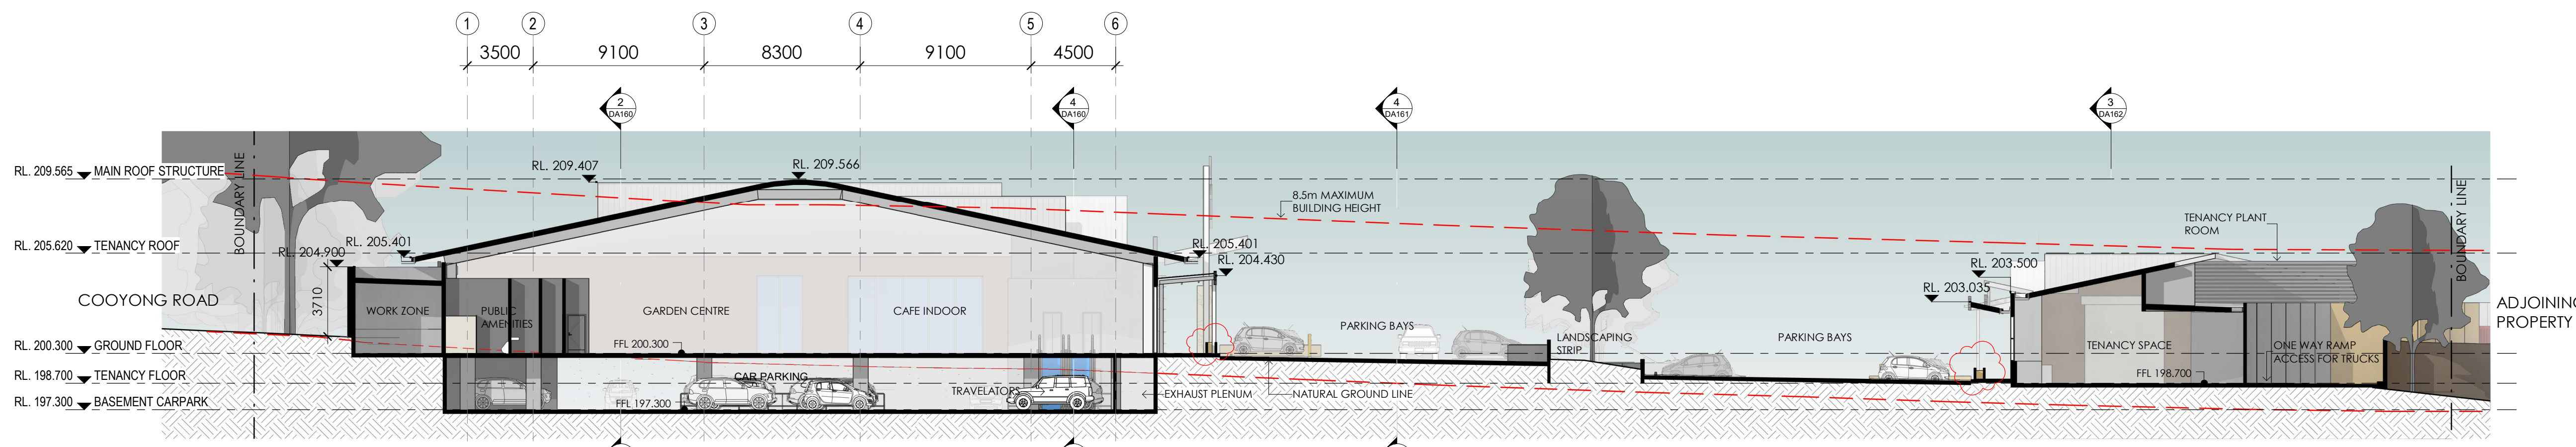 1 2 3 4 5 6
3500 9100 8300 9100 4500
2
DA160
4
DA160
4
DA161
3
DA162
RL. 209.565 MAIN ROOF STRUCTURE
BOUNDARY LINE
RL. 209.407
RL. 209.566
8.5m MAXIMUM
BUILDING HEIGHT
TENANCY PLANT
ROOM
BOUNDARY LINE
RL. 205.620 TENANCY ROOF
RL. 205.401
RL. 204.900
RL. 205.401
RL. 204.430
RL. 203.500
RL. 203.035
COOYONG ROAD
3710
WORK ZONE
PUBLIC
AMENITIES
GARDEN CENTRE
CAFE INDOOR
PARKING BAYS
LANDSCAPING
STRIP
PARKING BAYS
TENANCY SPACE
ONE WAY RAMP
ACCESS FOR TRUCKS
ADJOINING
PROPERTY
RL. 200.300 GROUND FLOOR
FFL 200.300
RL. 198.700 TENANCY FLOOR
CAR PARKING
FFL 198.700
TRAVELATORS
EXHAUST PLENUM
NATURAL GROUND LINE
RL. 197.300 BASEMENT CARPARK
FFL 197.300